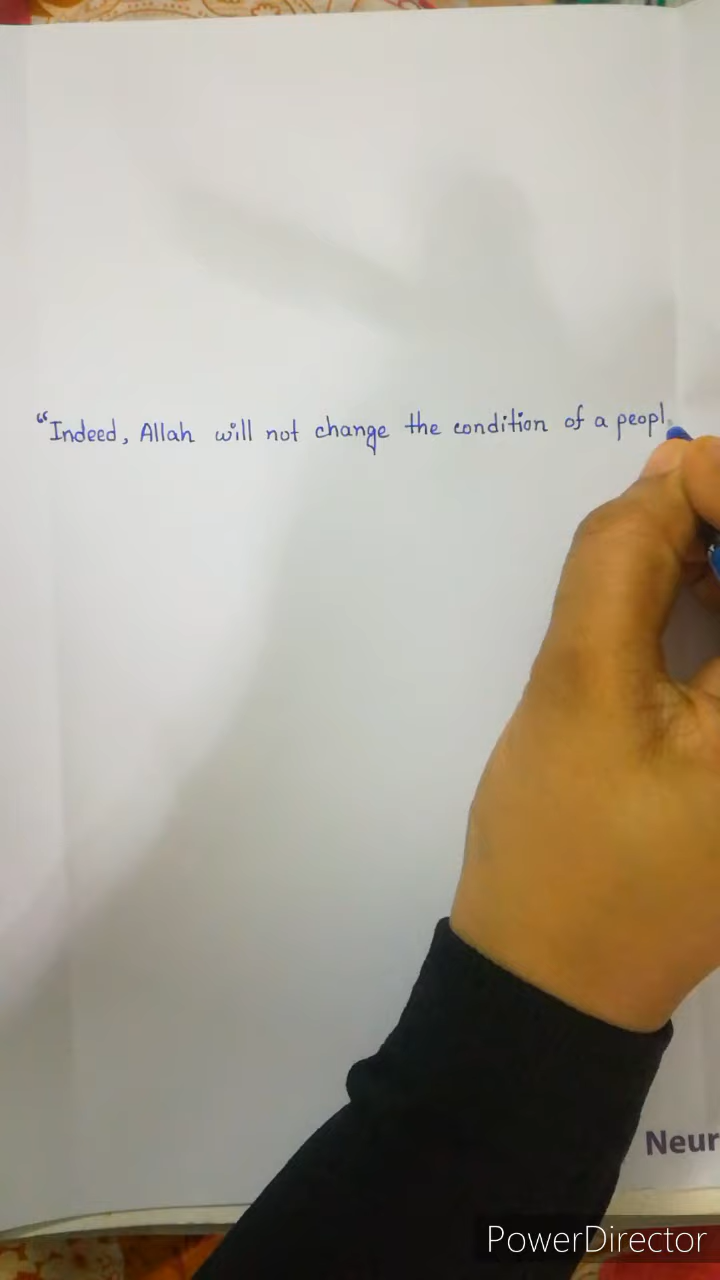 “Indeed, Allah will not change the condition of a peopl
Neur
PowerDirector